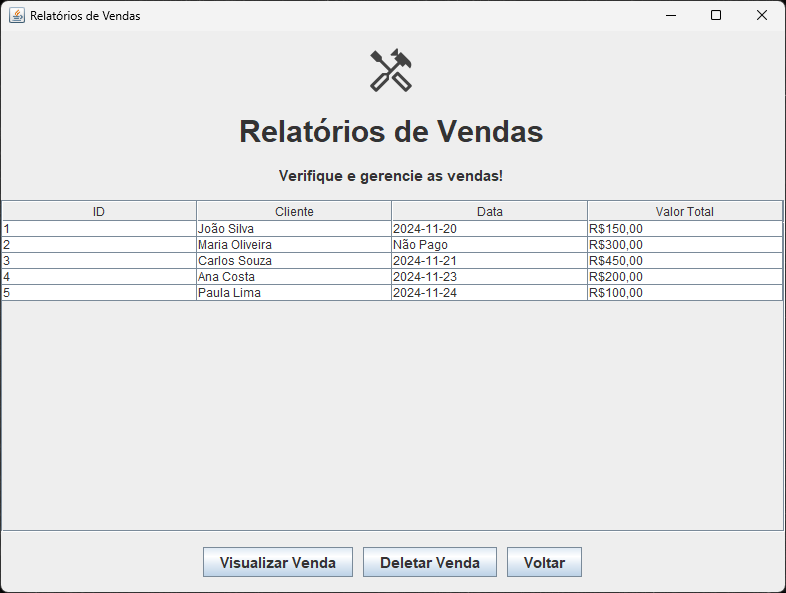 Relatórios de Vendas
Relatórios de Vendas
Verifique e gerencie as vendas!
ID Cliente Data Valor Total
1 João Silva 2024-11-20 R$150,00
2 Maria Oliveira Não Pago R$300,00
3 Carlos Souza 2024-11-21 R$450,00
4 Ana Costa 2024-11-23 R$200,00
5 Paula Lima 2024-11-24 R$100,00
Visualizar Venda Deletar Venda Voltar